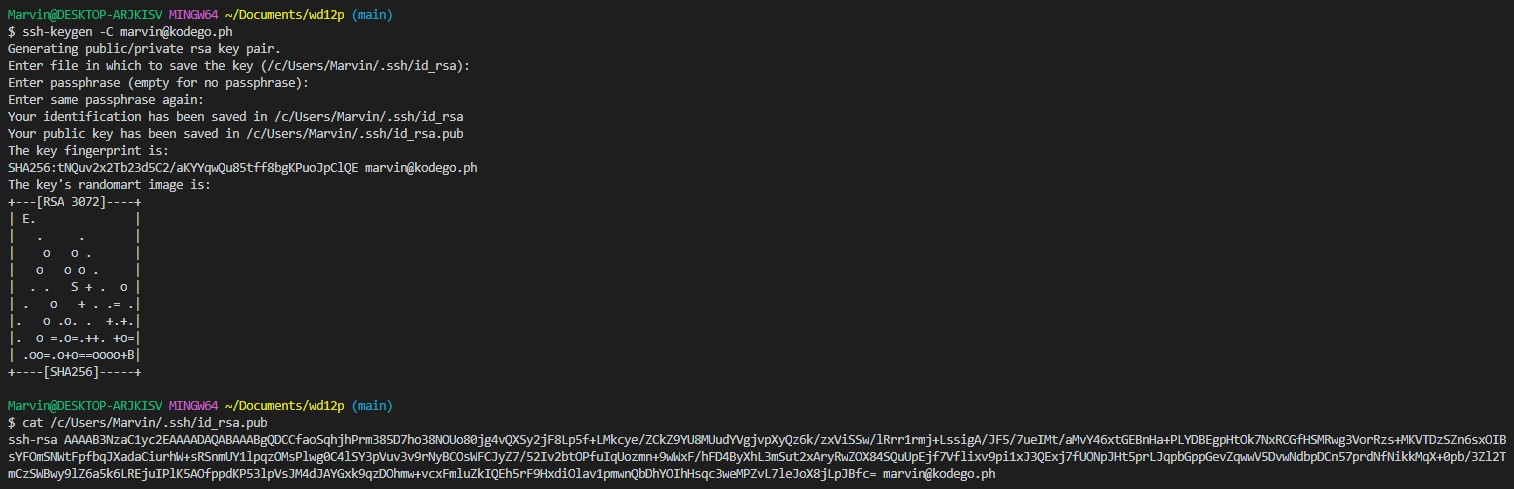 Marvin@DESKTOP-ARJKISV MINGW64 ~/Documents/wd12p (main)
$ ssh-keygen -C marvin@kodego.ph
Generating public/private rsa key pair.
Enter file in which to save the key (/c/Users/Marvin/.ssh/id_rsa):
Enter passphrase (empty for no passphrase):
Enter same passphrase again:
Your identification has been saved in /c/Users/Marvin/.ssh/id_rsa
Your public key has been saved in /c/Users/Marvin/.ssh/id_rsa.pub
The key fingerprint is:
SHA256:tNQuv2x2Tb23d5C2/aKYYqwQu85tff8bgKPuoJpClQE marvin@kodego.ph
The key's randomart image is:
+---[RSA 3072]----+
| E.              |
|   .     .       |
|    o   o .      |
|   o   o o .     |
|  . .   S + .  o |
| .   o   + . .= .|
|.   o .o. .  +.+.|
|.  o =.o=.++. +o=|
| .oo=.o+o==oooo+B|
+----[SHA256]-----+
Marvin@DESKTOP-ARJKISV MINGW64 ~/Documents/wd12p (main)
$ cat /c/Users/Marvin/.ssh/id_rsa.pub
ssh-rsa AAAAB3NzaC1yc2EAAAADAQABAAABgQDCCfaoSqhjhPrm385D7ho38NOUo80jg4vQXSy2jF8Lp5f+LMkcye/ZCkZ9YU8MUudYVgjvpXyQz6k/zxViSSw/lRrr1rmj+LssigA/JF5/7ueIMt/aMvY46xtGEBnHa+PLYDBEgpHtOk7NxRCGfHSMRwg3VorRzs+MKVTDzSZn6sxOIB
sYFOmSNWtFpfbqJXadaCiurhW+sRSnmUY1lpqzOMsPlwg0C4lSY3pVuv3v9rNyBCOsWFCJyZ7/52Iv2btOPfuIqUozmn+9wWxF/hFD4ByXhL3mSut2xAryRwZOX84SQuUpEjf7Vflixv9pi1xJ3QExj7fUONpJHt5prLJqpbGppGevZqwwV5DvwNdbpDCn57prdNfNikkMqX+0pb/3Zl2T
mCzSWBwy9lZ6a5k6LREjuIPlK5AOfppdKP53lpVsJM4dJAYGxk9qzDOhmw+vcxFmluZkIQEh5rF9HxdiOlav1pmwnQbDhYOIhHsqc3weMPZvL7leJoX8jLpJBfc= marvin@kodego.ph